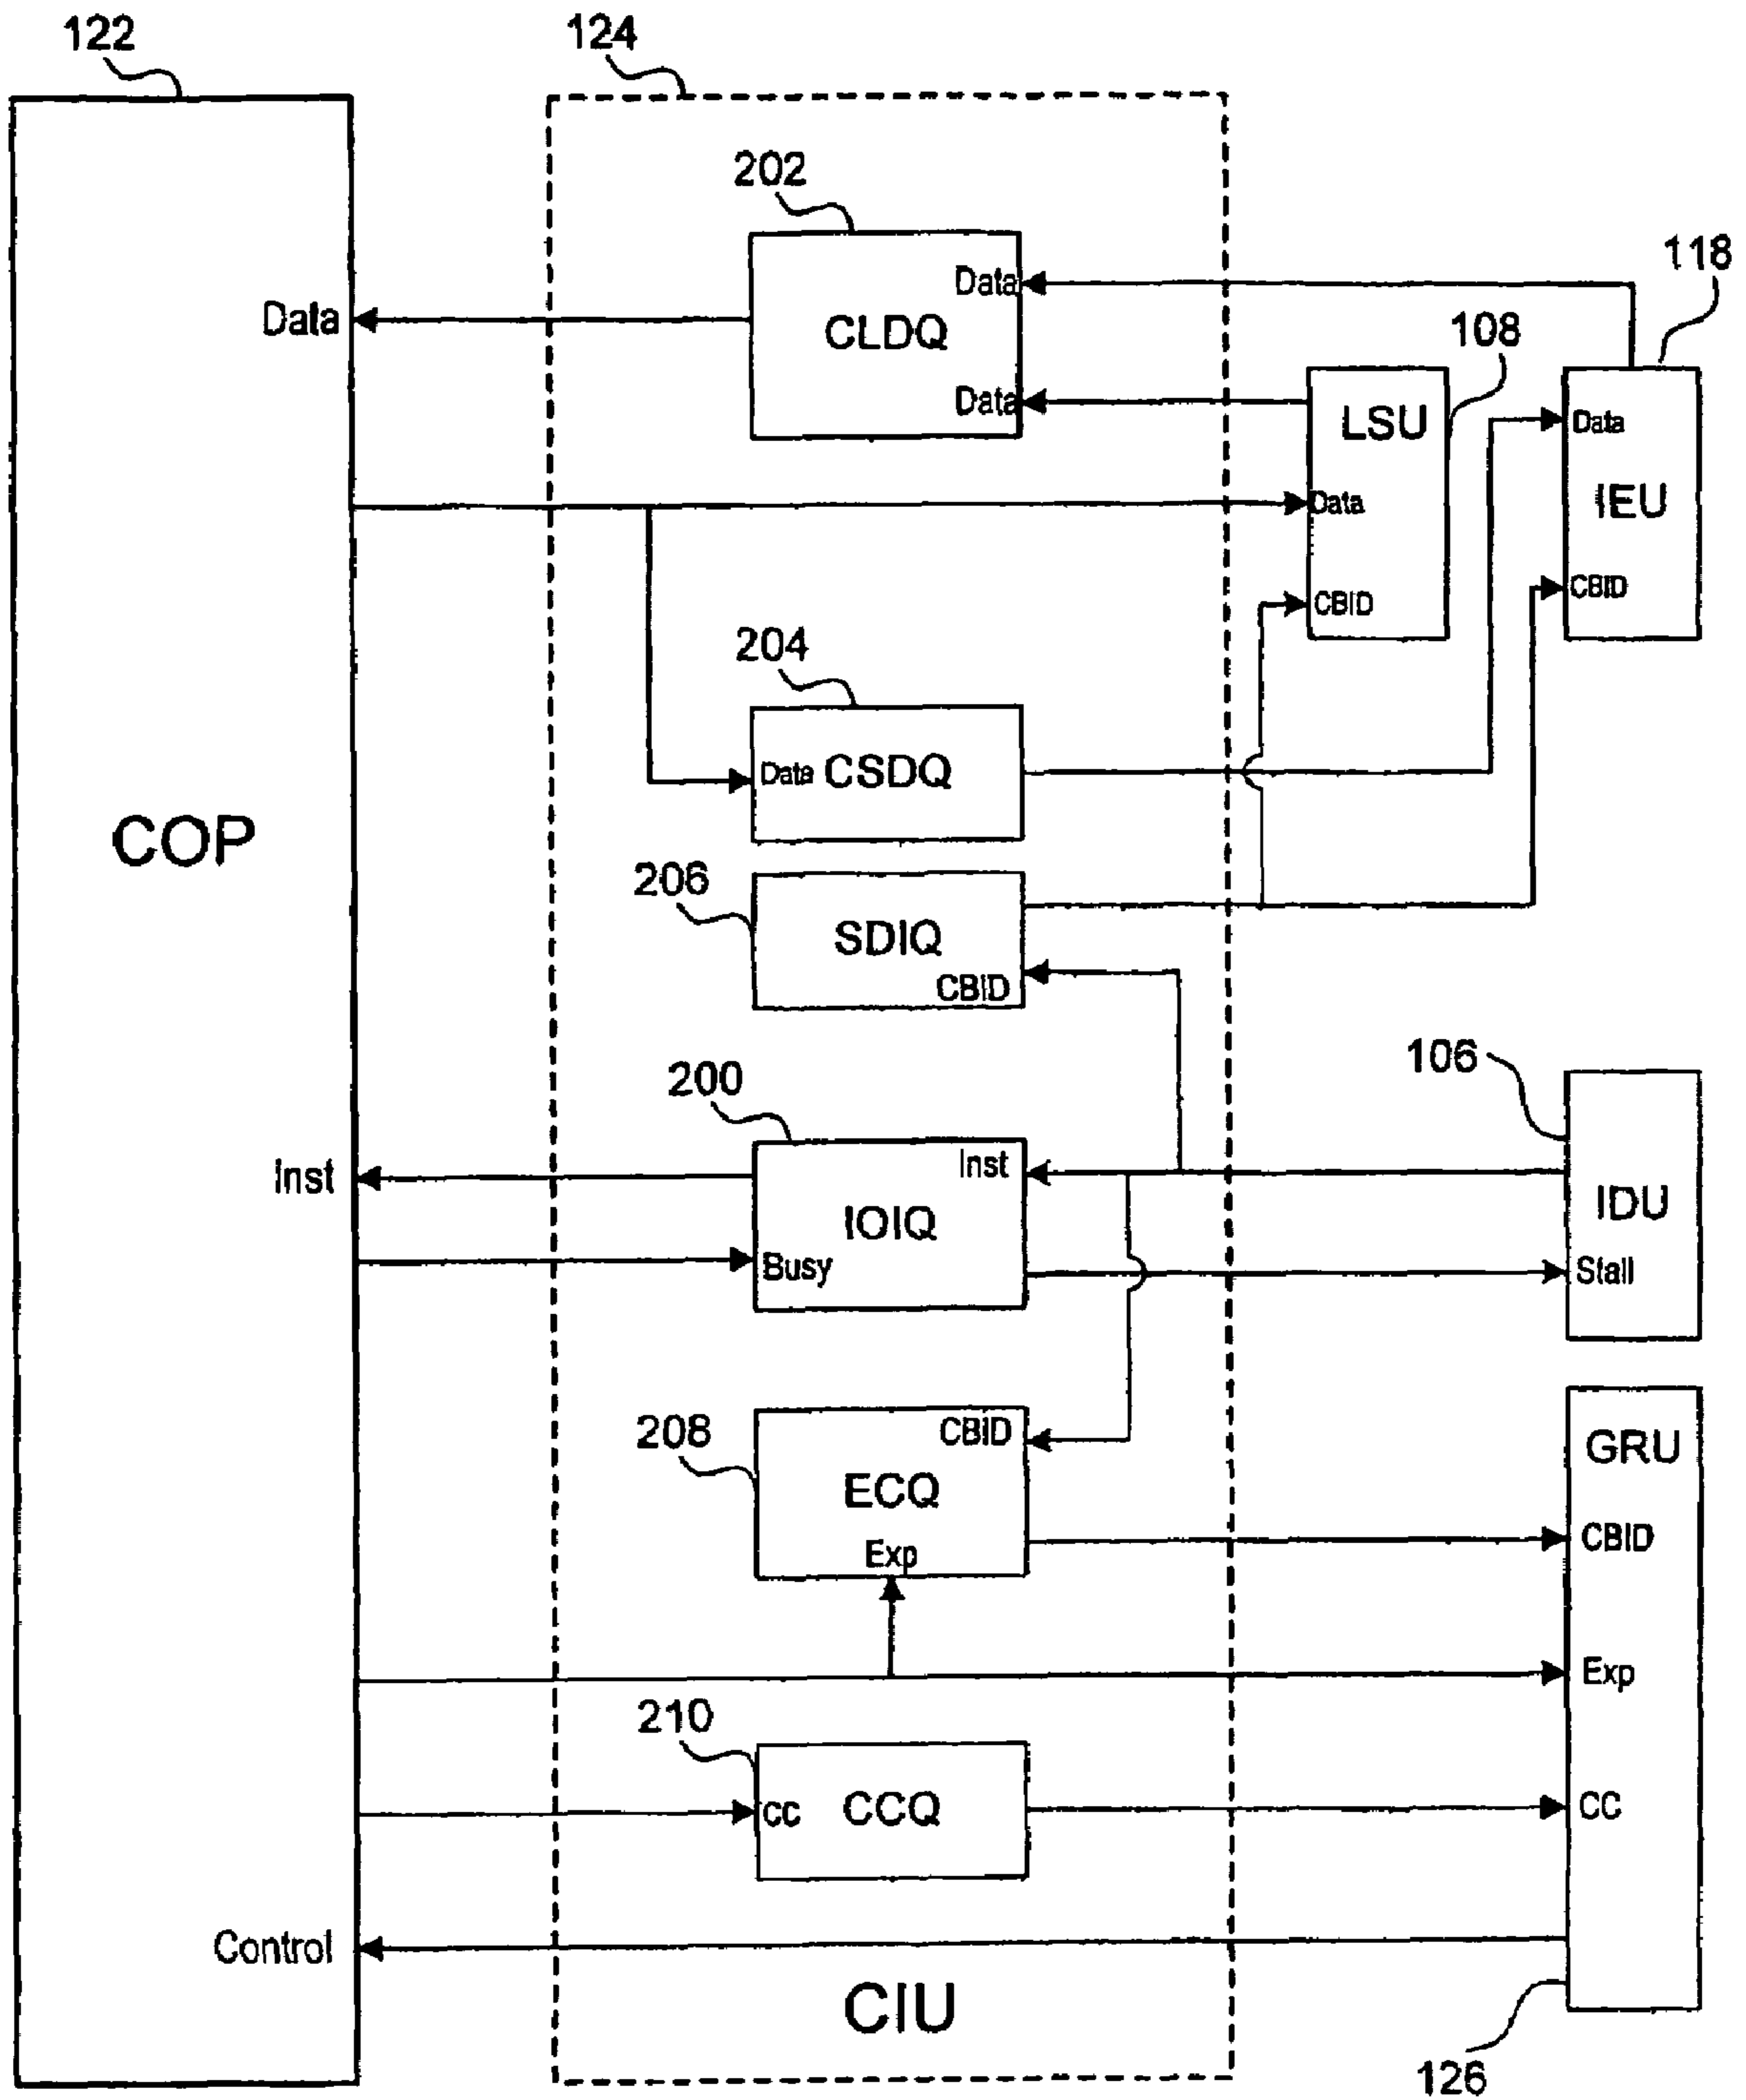 122
124
202
118
Data
CLDQ
Data
Data
108
LSU
Data
CBID
Data
IEU
CBID
204
Data CSDQ
206
SDIQ
CBID
COP
106
200
Inst
Inst
IOIQ
Busy
IDU
Stall
208
CBID
ECQ
Exp
GRU
CBID
Exp
210
CC CCQ
CC
Control
CIU
126